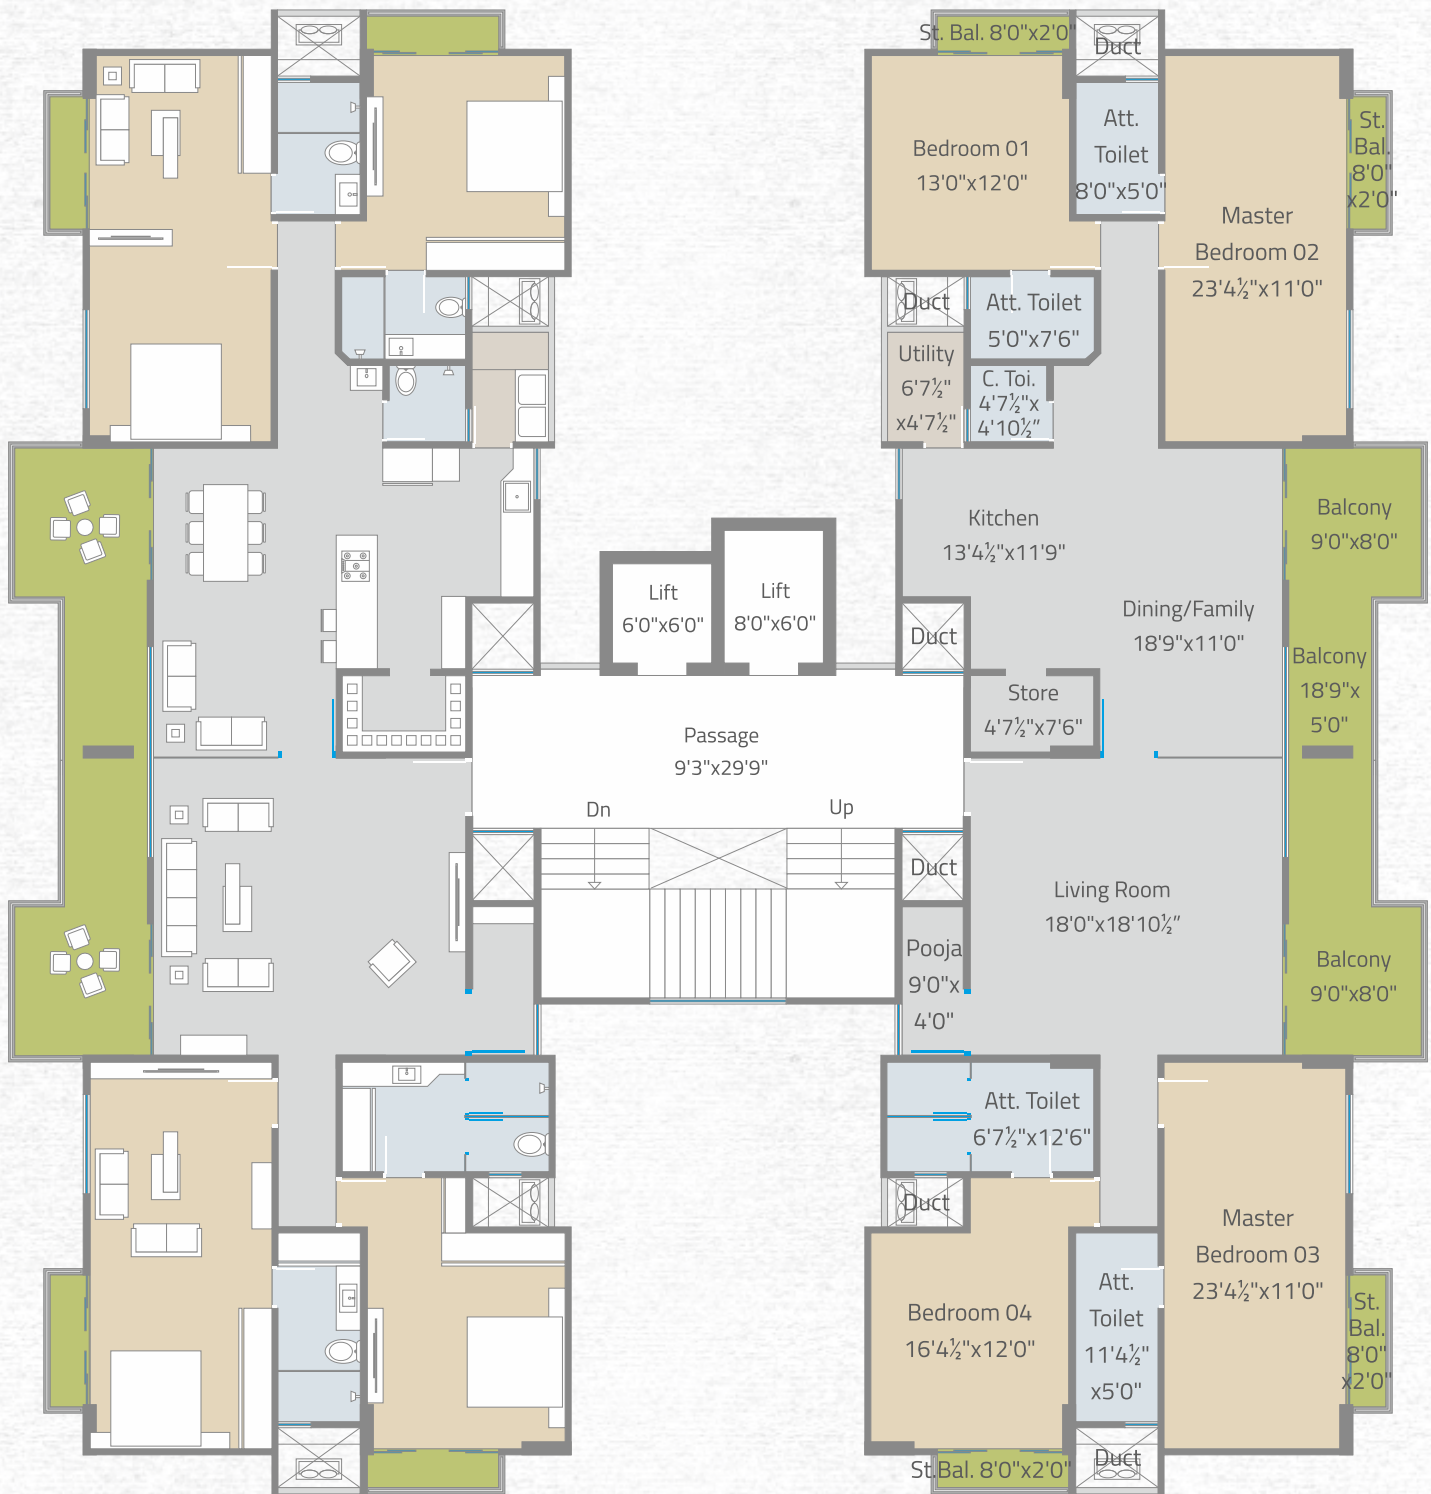 St. Bal. 8'0"x2'0"
Duct
Bedroom 01
13'0"x12'0"
Att.
Toilet
8'0"x5'0"
Master
Bedroom 02
23'4½"x11'0"
St.
Bal.
8'0"
x2'0"
Duct
Att. Toilet
5'0"x7'6"
Utility
6'7½"
x4'7½"
C. Toi.
4'7½"x
4'10½”
Kitchen
13'4½"x11'9"
Balcony
9'0"x8'0"
Lift
6'0"x6'0"
Lift
8'0"x6'0"
Duct
Dining/Family
18'9"x11'0"
Balcony
18'9"x
5'0"
Store
4'7½"x7'6"
Passage
9'3"x29'9"
Dn
Up
Duct
Living Room
18'0"x18'10½”
Pooja
9'0"x
4'0"
Balcony
9'0"x8'0"
Att. Toilet
6'7½"x12'6"
Duct
Master
Bedroom 03
23'4½"x11'0"
Bedroom 04
16'4½"x12'0"
Att.
Toilet
11'4½"
x5'0"
St.
Bal.
8'0"
x2'0"
St.Bal. 8'0"x2'0"
Duct